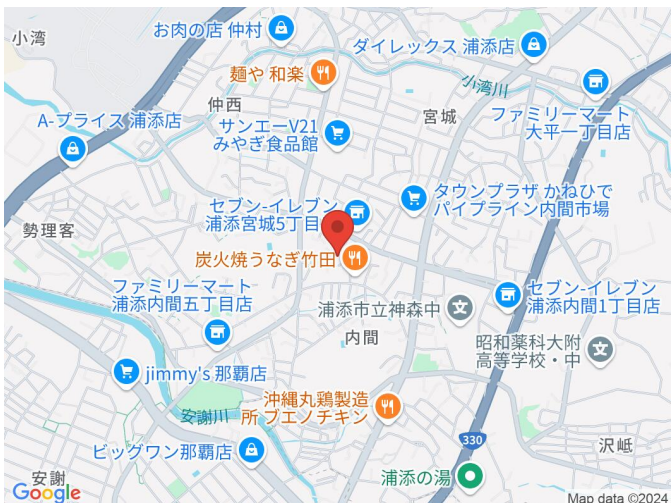 小湾
お肉の店 仲村
ダイレックス 浦添店
麺や 和楽
小湾川
仲西
宮城
ファミリーマート
大平一丁目店
A-プライス 浦添店
サンエーV21
みやぎ食品館
タウンプラザ かねひで
パイプライン内間市場
セブン-イレブン
浦添宮城5丁目
勢理客
炭火焼うなぎ竹田
ファミリーマート
浦添内間五丁目店
セブン-イレブン
浦添内間1丁目店
浦添市立神森中
内間
昭和薬科大附
高等学校・中
jimmy's 那覇店
沖縄丸鶏製造
所 ブエノチキン
安謝川
ビッグワン那覇店
330
沢岻
浦添の湯
安謝
Google
Map data ©2024